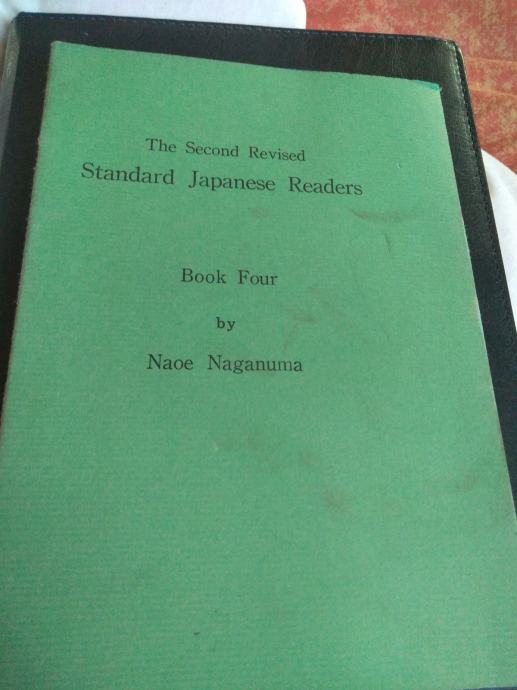 The Second Revised
Standard Japanese Readers
Book Four
by
Naoe Naganuma